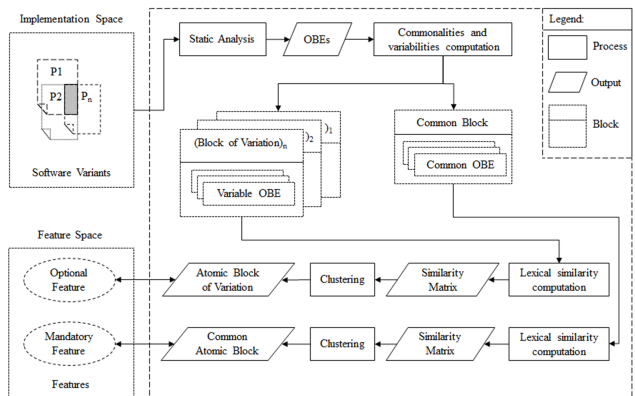 Implementation Space
P1
P2
Pn
Software Variants
Static Analysis
OBEs
Commonalities and
variabilities computation
Legend:
Process
Output
Block
)1
)2
(Block of Variation)n
Variable OBE
Common Block
Common OBE
Feature Space
Optional
Feature
Atomic Block
of Variation
Clustering
Similarity
Matrix
Lexical similarity
computation
Mandatory
Feature
Common
Atomic Block
Clustering
Similarity
Matrix
Lexical similarity
computation
Features